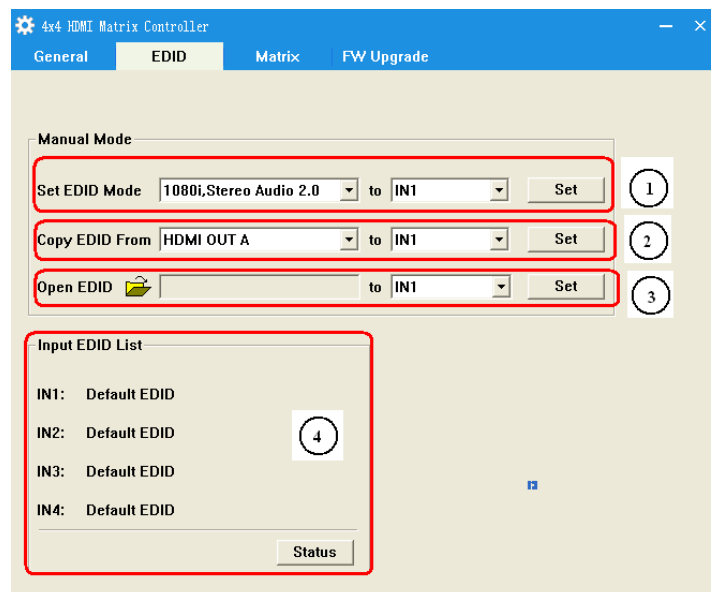 4x4 HDMI Matrix Controller
General EDID Matrix FW Upgrade
Manual Mode
Set EDID Mode 1080i,Stereo Audio 2.0 to IN1 Set 1
Copy EDID From HDMI OUT A to IN1 Set 2
Open EDID to IN1 Set 3
Input EDID List
IN1: Default EDID
IN2: Default EDID 4
IN3: Default EDID
IN4: Default EDID
Status